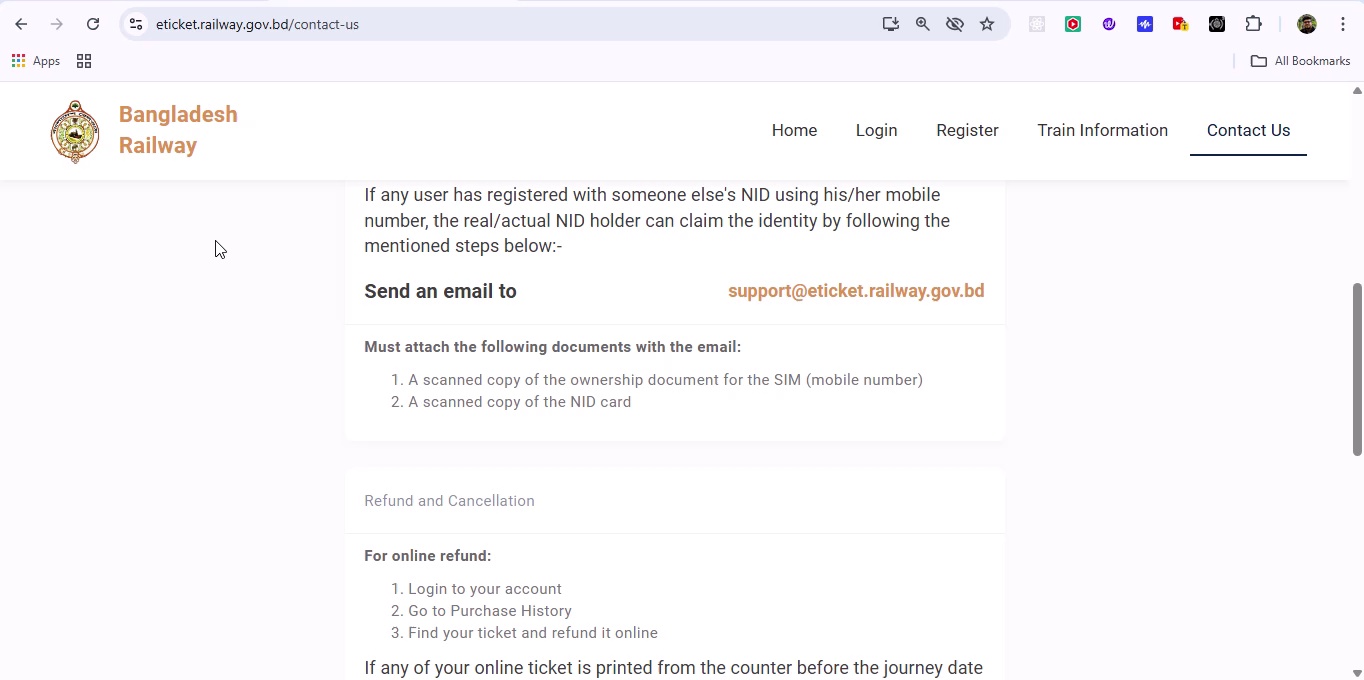 eticket.railway.gov.bd/contact-us
Apps
All Bookmarks
Bangladesh
Railway
Home
Login
Register
Train Information
Contact Us
If any user has registered with someone else's NID using his/her mobile
number, the real/actual NID holder can claim the identity by following the
mentioned steps below:-
Send an email to
support@eticket.railway.gov.bd
Must attach the following documents with the email:
1. A scanned copy of the ownership document for the SIM (mobile number)
2. A scanned copy of the NID card
Refund and Cancellation
For online refund:
1. Login to your account
2. Go to Purchase History
3. Find your ticket and refund it online
If any of your online ticket is printed from the counter before the journey date